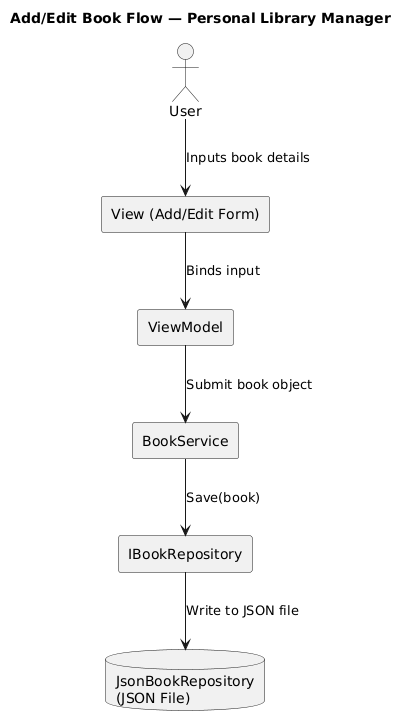 Add/Edit Book Flow — Personal Library Manager
User
Inputs book details
View (Add/Edit Form)
Binds input
ViewModel
Submit book object
BookService
Save(book)
IBookRepository
Write to JSON file
JsonBookRepository
(JSON File)